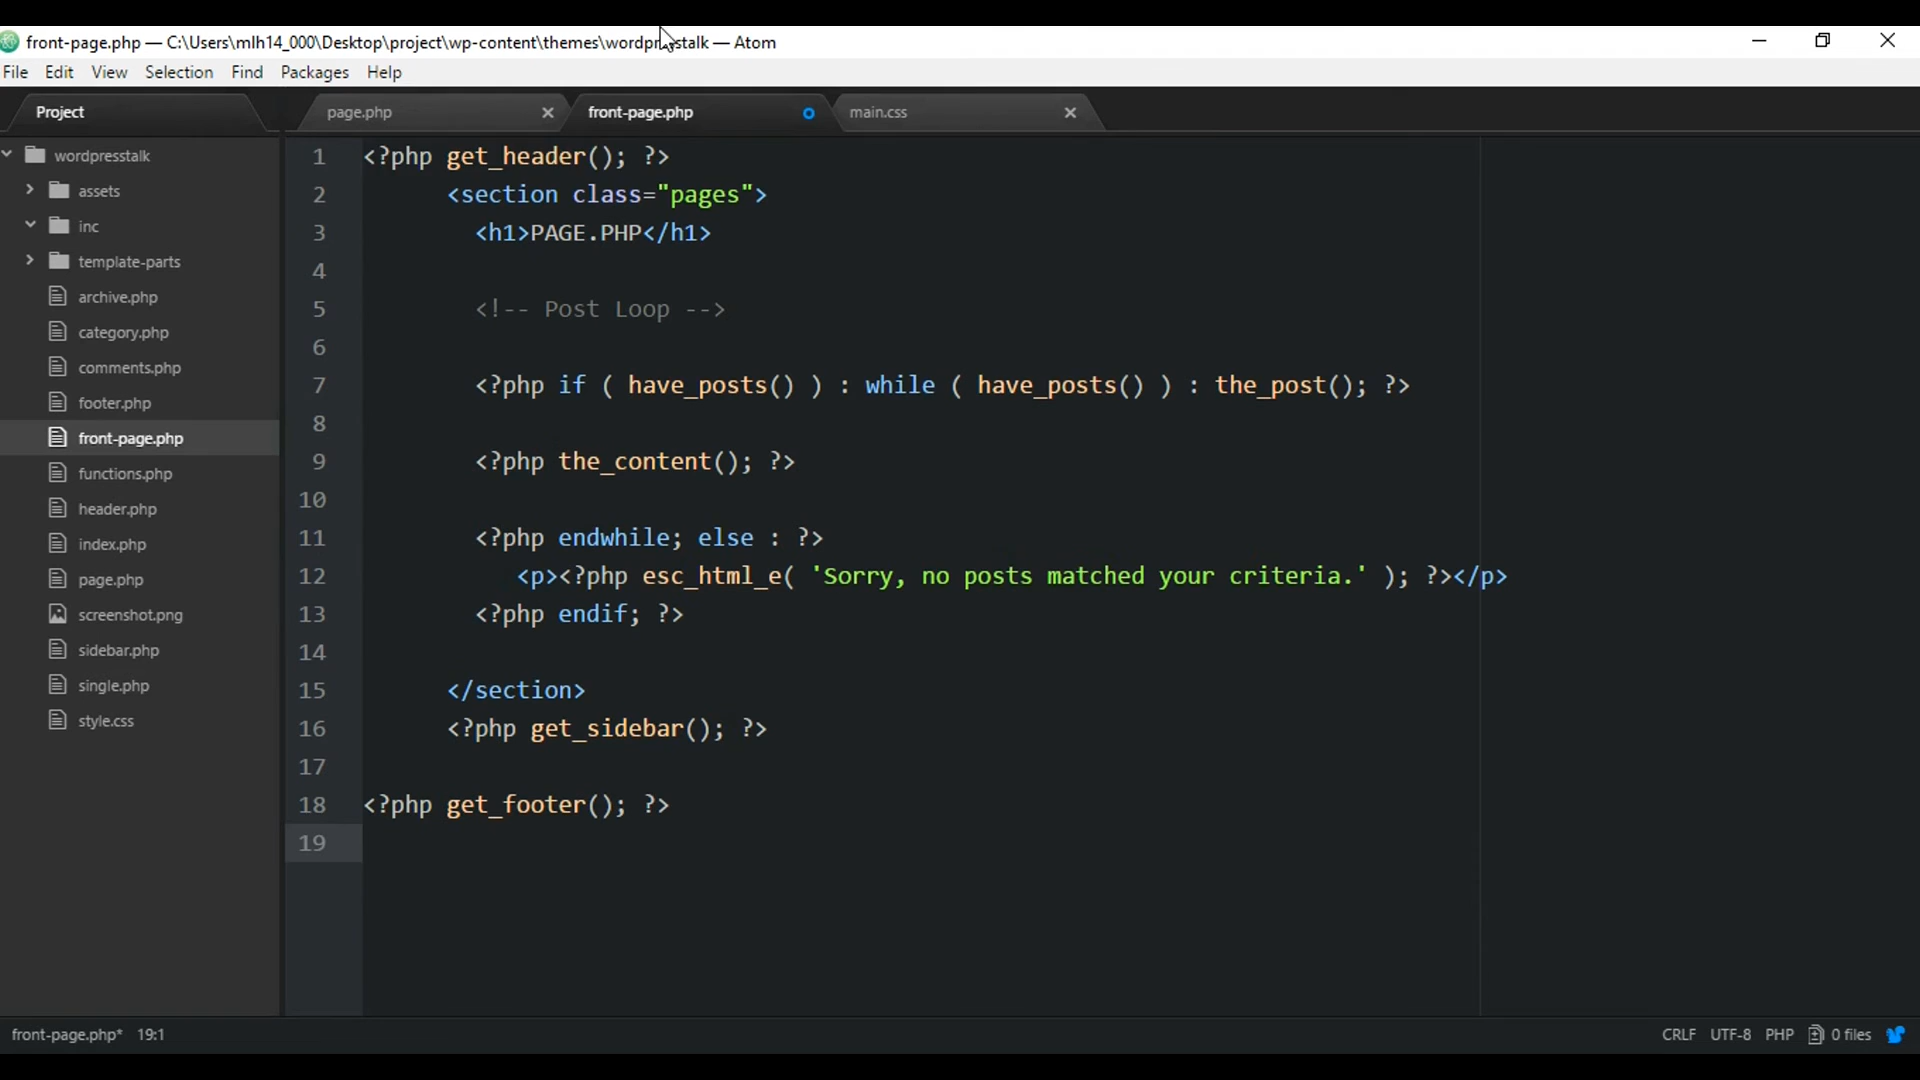 front-page.php — C:\Users\mlh14_000\Desktop\project\wp-content\themes\wordpresstalk — Atom
File Edit View Selection Find Packages Help
Project page.php front-page.php main.css
wordpresstalk
assets
inc
template-parts
archive.php
category.php
comments.php
footer.php
front-page.php
functions.php
header.php
index.php
page.php
screenshot.png
sidebar.php
single.php
style.css
1 <?php get_header(); ?>
2 <section class="pages">
3 <h1>PAGE.PHP</h1>
4
5 <!-- Post Loop -->
6
7 <?php if ( have_posts() ) : while ( have_posts() ) : the_post(); ?>
8
9 <?php the_content(); ?>
10
11 <?php endwhile; else : ?>
12 <p><?php esc_html_e( 'Sorry, no posts matched your criteria.' ); ?></p>
13 <?php endif; ?>
14
15 </section>
16 <?php get_sidebar(); ?>
17
18 <?php get_footer(); ?>
19
front-page.php* 19:1 CRLF UTF-8 PHP 0 files